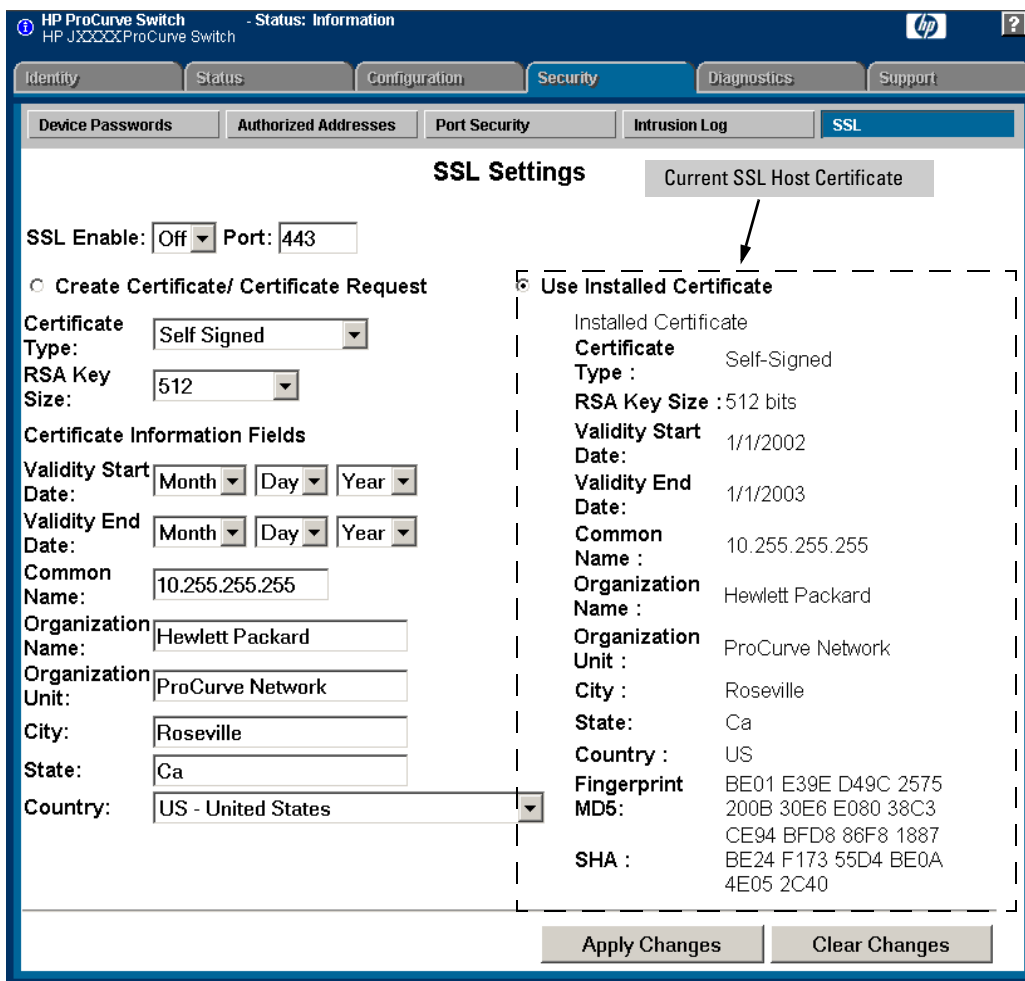 HP ProCurve Switch - Status: Information
HP JXXXXProCurve Switch
hp
?
Identity
Status
Configuration
Security
Diagnostics
Support
Device Passwords
Authorized Addresses
Port Security
Intrusion Log
SSL
SSL Settings
Current SSL Host Certificate
SSL Enable: Off Port: 443
Create Certificate/ Certificate Request
Certificate
Type:
Self Signed
RSA Key
Size:
512
Certificate Information Fields
Validity Start
Date:
Month Day Year
Validity End
Date:
Month Day Year
Common
Name:
10.255.255.255
Organization
Name:
Hewlett Packard
Organization
Unit:
ProCurve Network
City:
Roseville
State:
Ca
Country:
US - United States
Use Installed Certificate
Installed Certificate
Certificate
Type :
Self-Signed
RSA Key Size : 512 bits
Validity Start
Date:
1/1/2002
Validity End
Date:
1/1/2003
Common
Name :
10.255.255.255
Organization
Name :
Hewlett Packard
Organization
Unit :
ProCurve Network
City :
Roseville
State:
Ca
Country :
US
Fingerprint
MD5:
BE01 E39E D49C 2575
200B 30E6 E080 38C3
SHA :
CE94 BFD8 86F8 1887
BE24 F173 55D4 BE0A
4E05 2C40
Apply Changes
Clear Changes